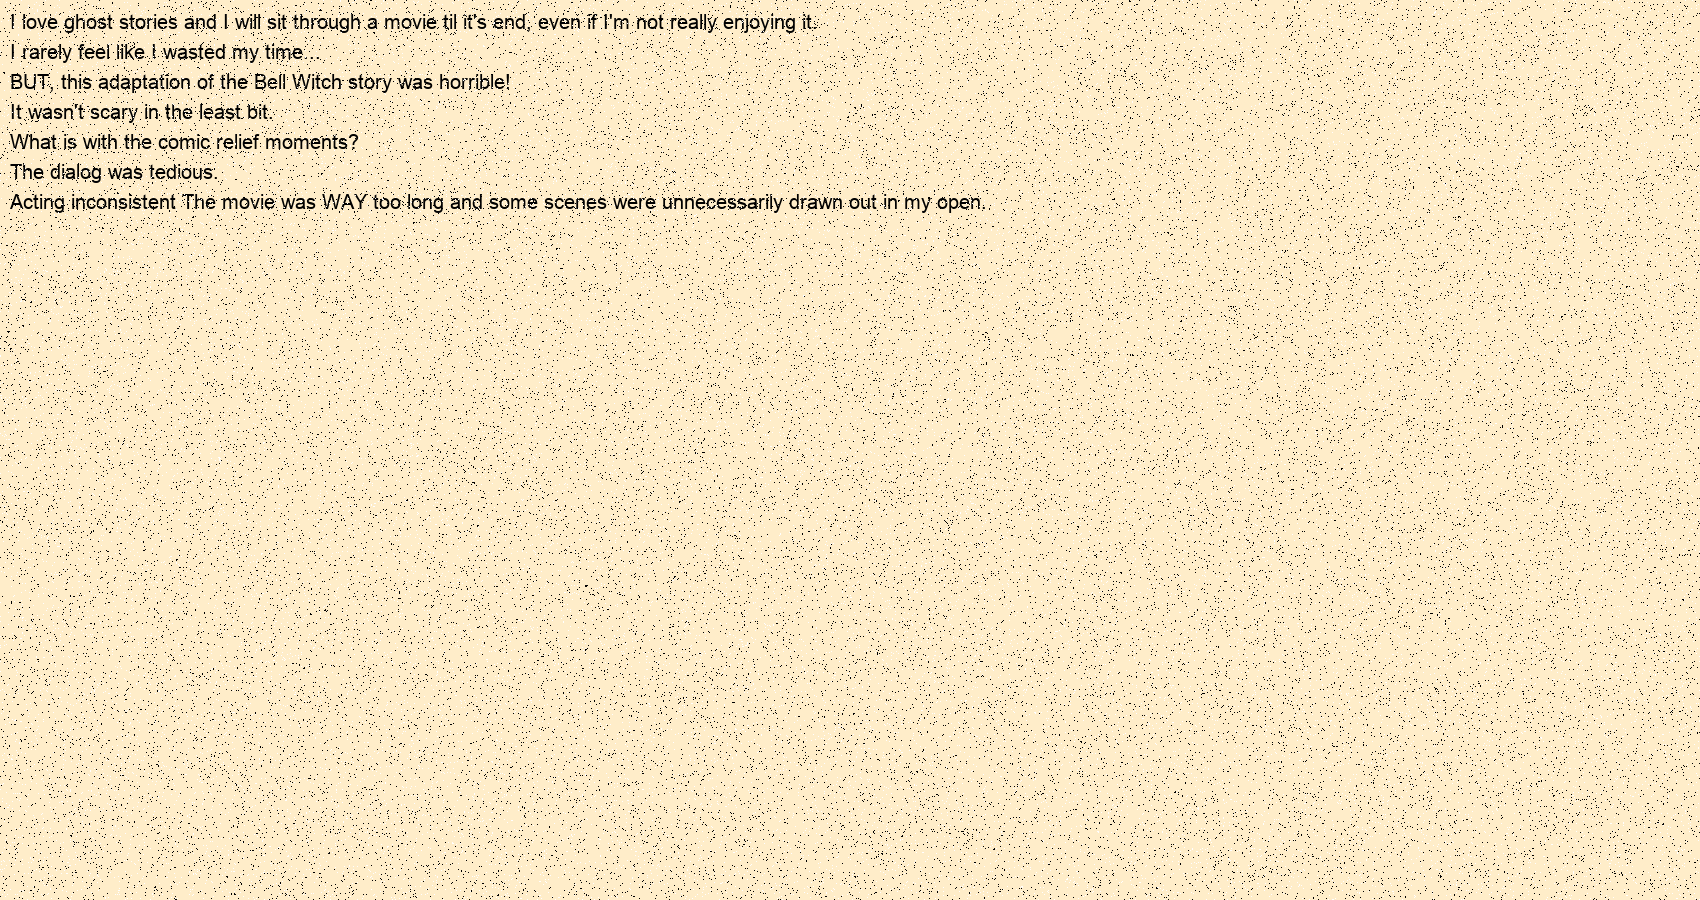 I love ghost stories and I will sit through a movie til it's end, even if I'm not really enjoying it.
I rarely feel like I wasted my time...
BUT, this adaptation of the Bell Witch story was horrible!
It wasn't scary in the least bit.
What is with the comic relief moments?
The dialog was tedious.
Acting inconsistent The movie was WAY too long and some scenes were unnecessarily drawn out in my open.